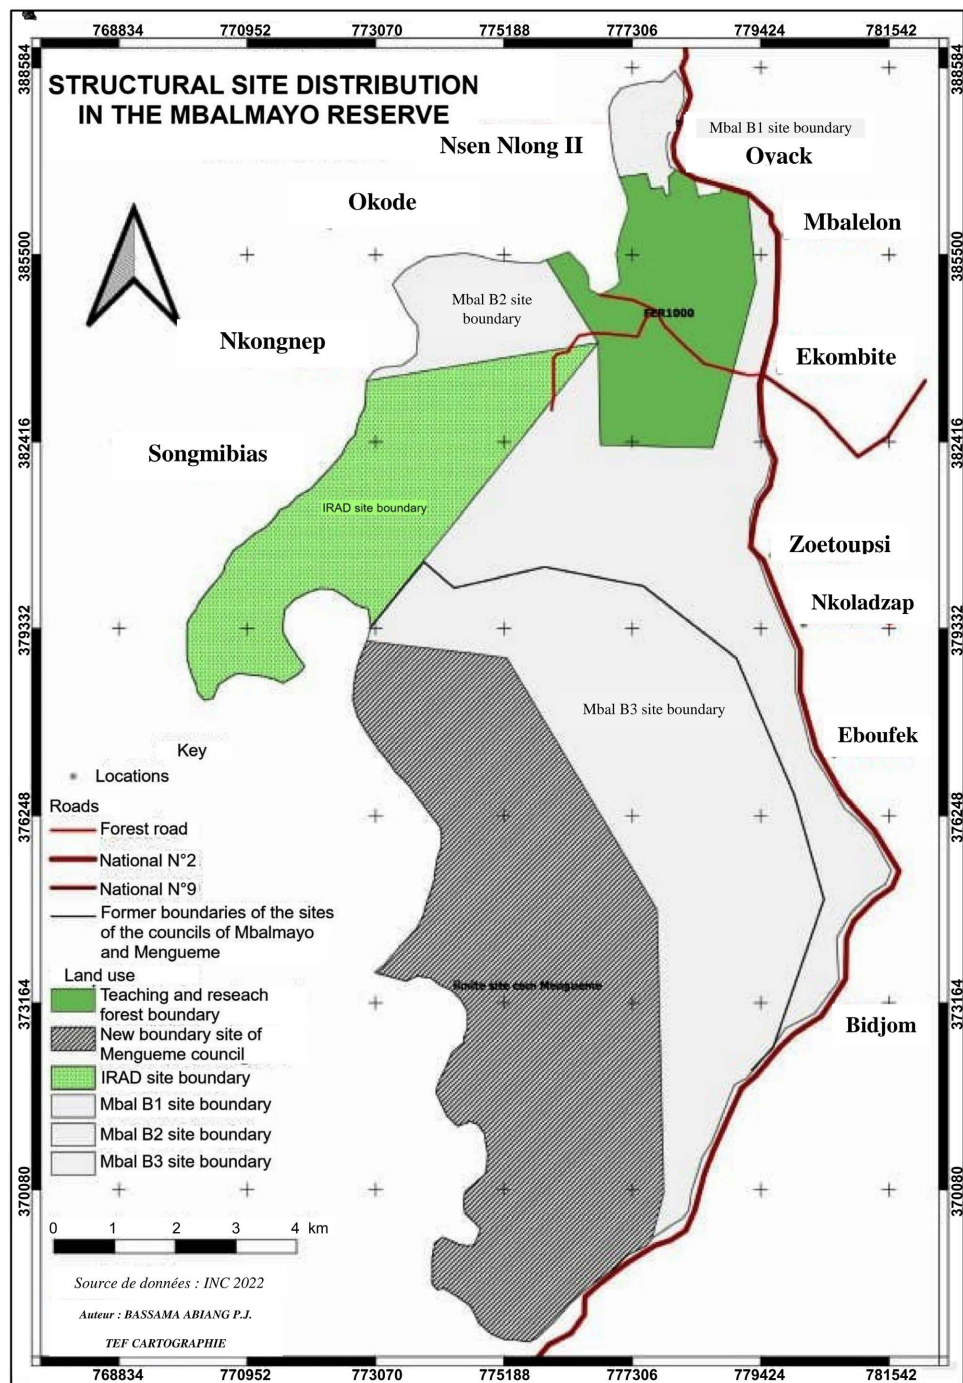 768834 770952 773070 775188 777306 779424 781542
388584
388584
STRUCTURAL SITE DISTRIBUTION
IN THE MBALMAYO RESERVE
Mbal B1 site boundary
Nsen Nlong II
Ovack
Okode
Mbalelon
385500
385500
Mbal B2 site
boundary
FER1000
Nkongnep
Ekombite
382416
382416
Songmibias
IRAD site boundary
Zoetoupsi
Nkoladzap
379332
379332
Mbal B3 site boundary
Eboufek
Key
Locations
Roads
376248
376248
Forest road
National N°2
National N°9
Former boundaries of the sites
of the councils of Mbalmayo
and Mengueme
Land use
limite site com Mengueme
Teaching and reseach
forest boundary
373164
373164
Bidjom
New boundary site of
Mengueme council
IRAD site boundary
Mbal B1 site boundary
Mbal B2 site boundary
Mbal B3 site boundary
370080
370080
0 1 2 3 4 km
Source de données : INC 2022
Auteur : BASSAMA ABIANG P.J.
TEF CARTOGRAPHIE
768834 770952 773070 775188 777306 779424 781542